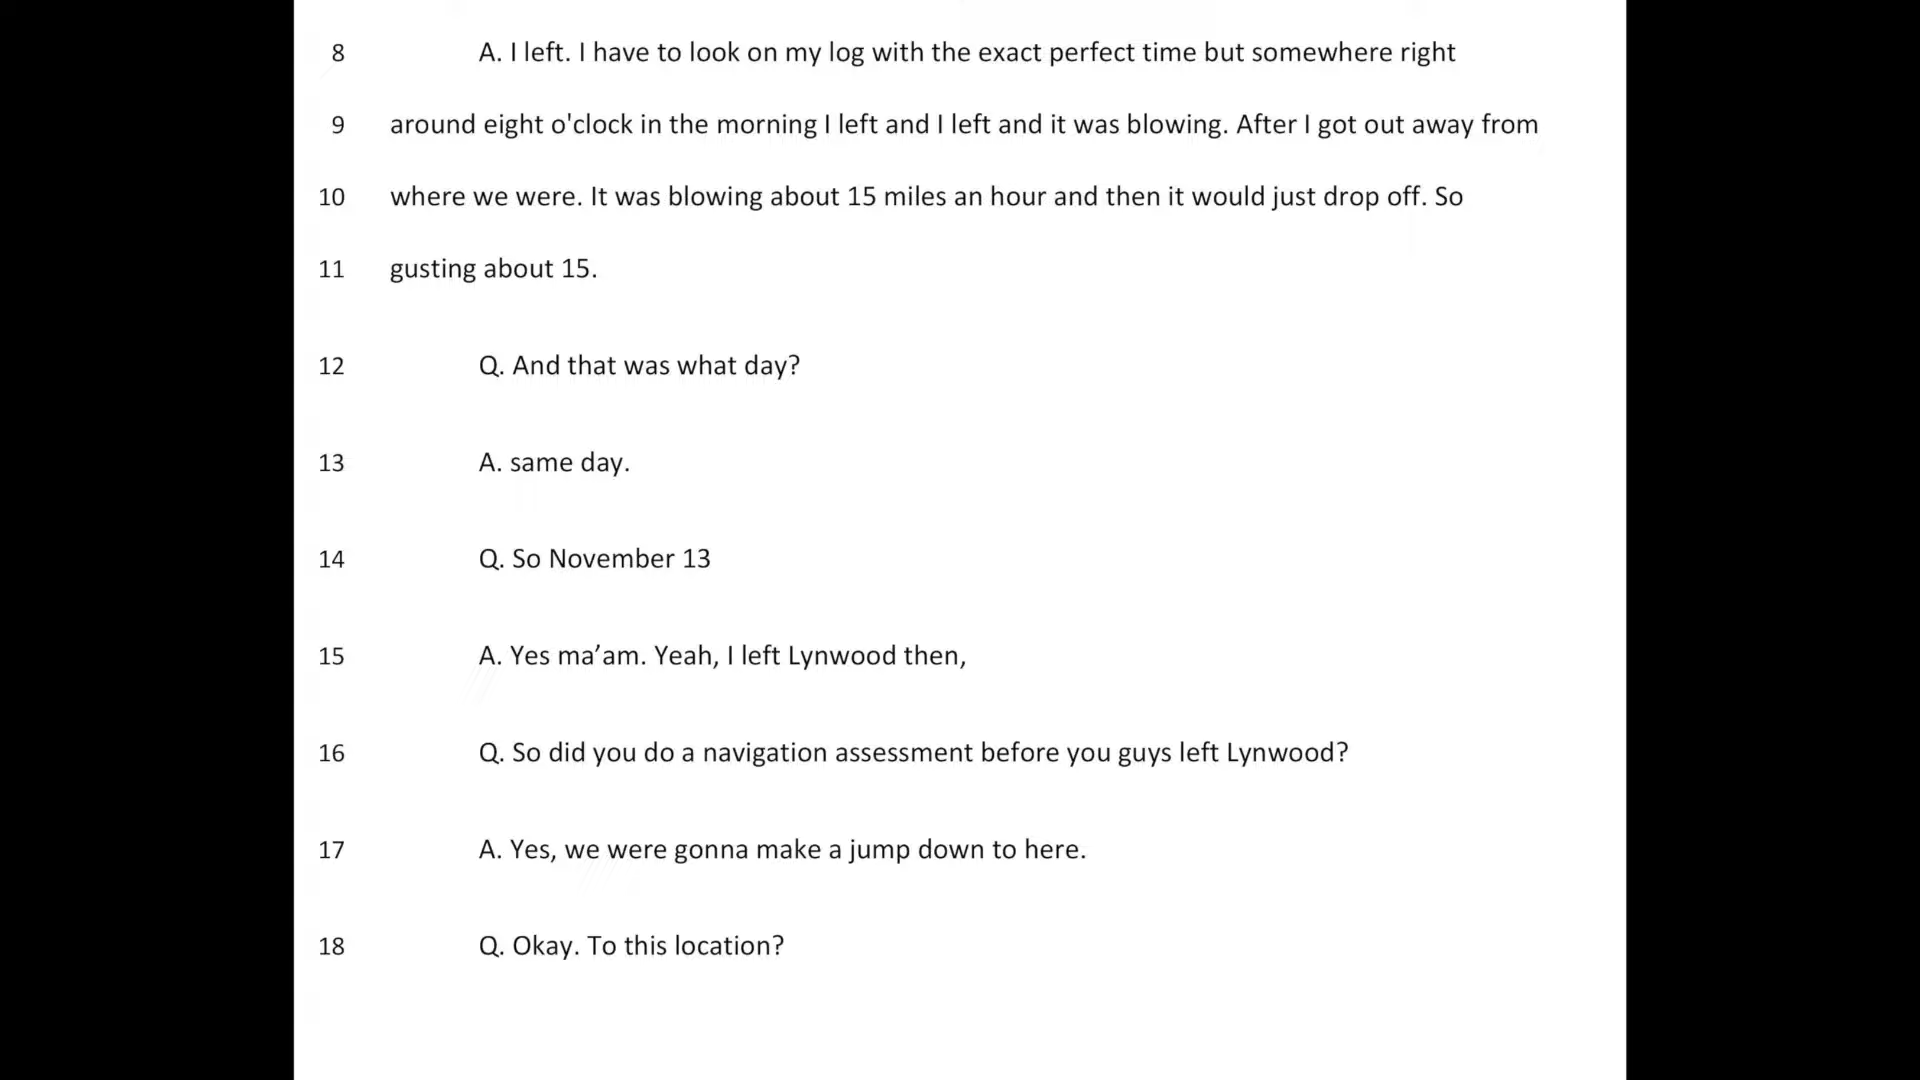 8 A. I left. I have to look on my log with the exact perfect time but somewhere right
9 around eight o'clock in the morning I left and I left and it was blowing. After I got out away from
10 where we were. It was blowing about 15 miles an hour and then it would just drop off. So
11 gusting about 15.
12 Q. And that was what day?
13 A. same day.
14 Q. So November 13
15 A. Yes ma’am. Yeah, I left Lynwood then,
16 Q. So did you do a navigation assessment before you guys left Lynwood?
17 A. Yes, we were gonna make a jump down to here.
18 Q. Okay. To this location?